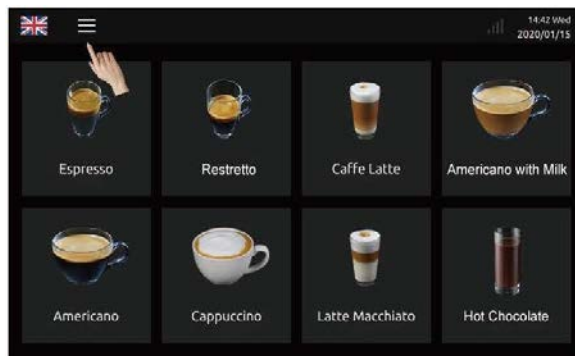 14:42 Wed
2020/01/15
Espresso
Restretto
Caffe Latte
Americano with Milk
Americano
Cappuccino
Latte Macchiato
Hot Chocolate